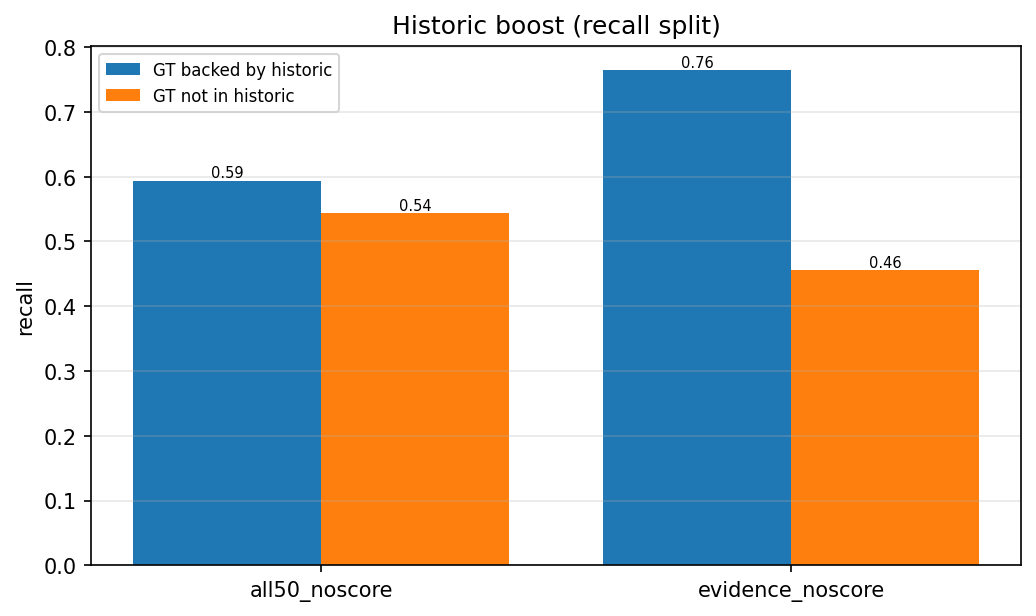 Historic boost (recall split)
GT backed by historic
GT not in historic
0.8
0.7
0.6
0.5
0.4
0.3
0.2
0.1
0.0
recall
0.59
0.54
0.76
0.46
all50_noscore
evidence_noscore